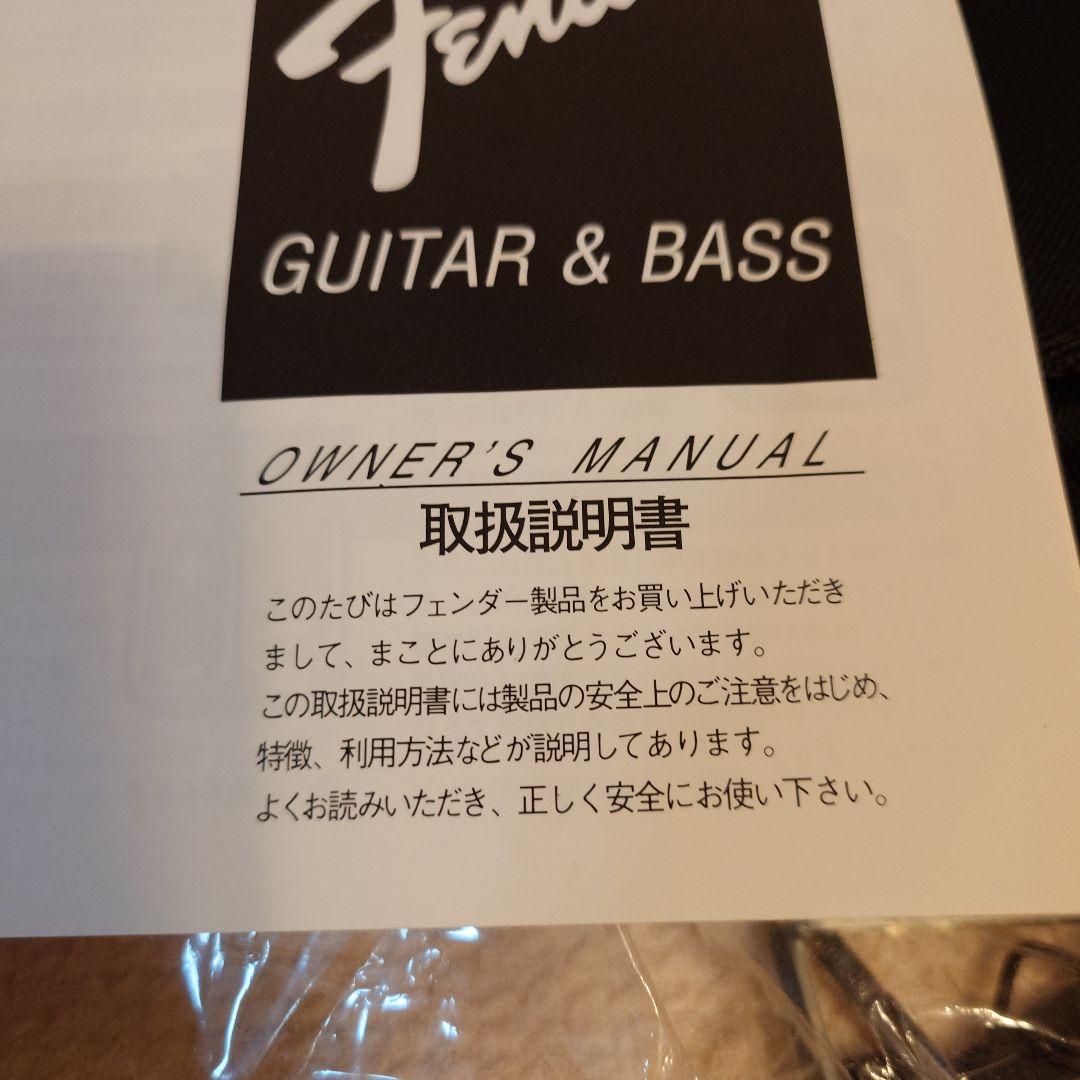 Fender
GUITAR & BASS
OWNER'S MANUAL
取扱説明書
このたびはフェンダー製品をお買い上げいただき
まして、まことにありがとうございます。
この取扱説明書には製品の安全上のご注意をはじめ、
特徴、利用方法などが説明してあります。
よくお読みいただき、正しく安全にお使い下さい。